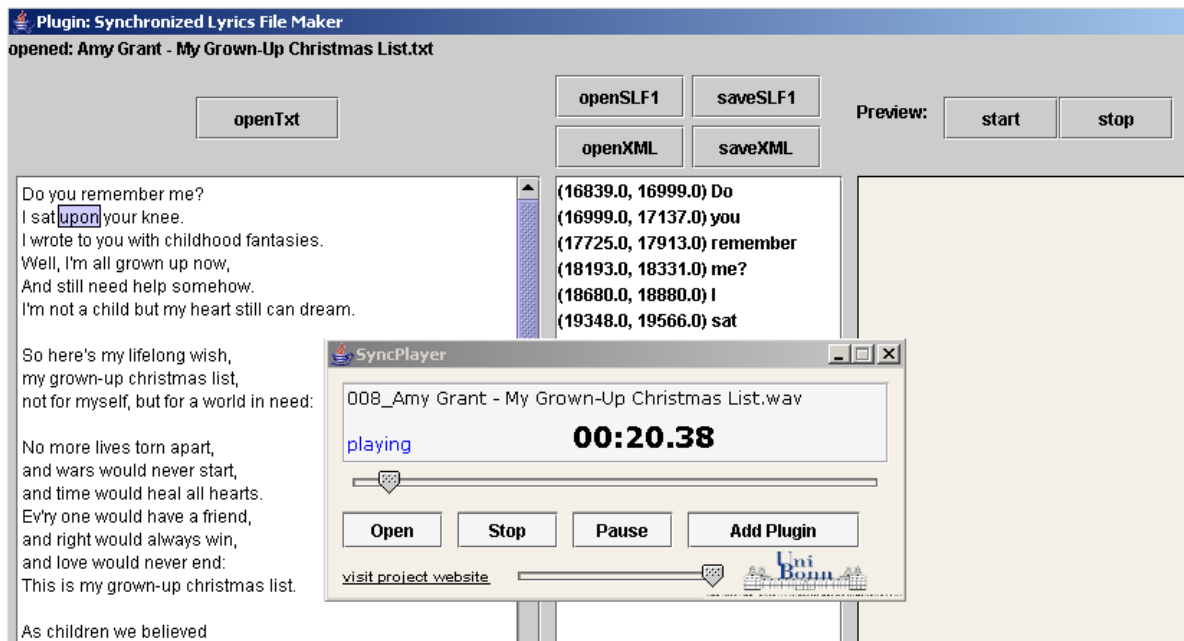 Plugin: Synchronized Lyrics File Maker
opened: Amy Grant - My Grown-Up Christmas List.txt
openTxt
openSLF1
saveSLF1
openXML
saveXML
Preview:
start
stop
Do you remember me?
I sat upon your knee.
I wrote to you with childhood fantasies.
Well, I'm all grown up now,
And still need help somehow.
I'm not a child but my heart still can dream.
So here's my lifelong wish,
my grown-up christmas list,
not for myself, but for a world in need:
No more lives torn apart,
and wars would never start,
and time would heal all hearts.
Ev'ry one would have a friend,
and right would always win,
and love would never end:
This is my grown-up christmas list.
As children we believed
(16839.0, 16999.0) Do
(16999.0, 17137.0) you
(17725.0, 17913.0) remember
(18193.0, 18331.0) me?
(18680.0, 18880.0) I
(19348.0, 19566.0) sat
SyncPlayer
008_Amy Grant - My Grown-Up Christmas List.wav
playing
00:20.38
Open
Stop
Pause
Add Plugin
visit project website
Uni
Bonn